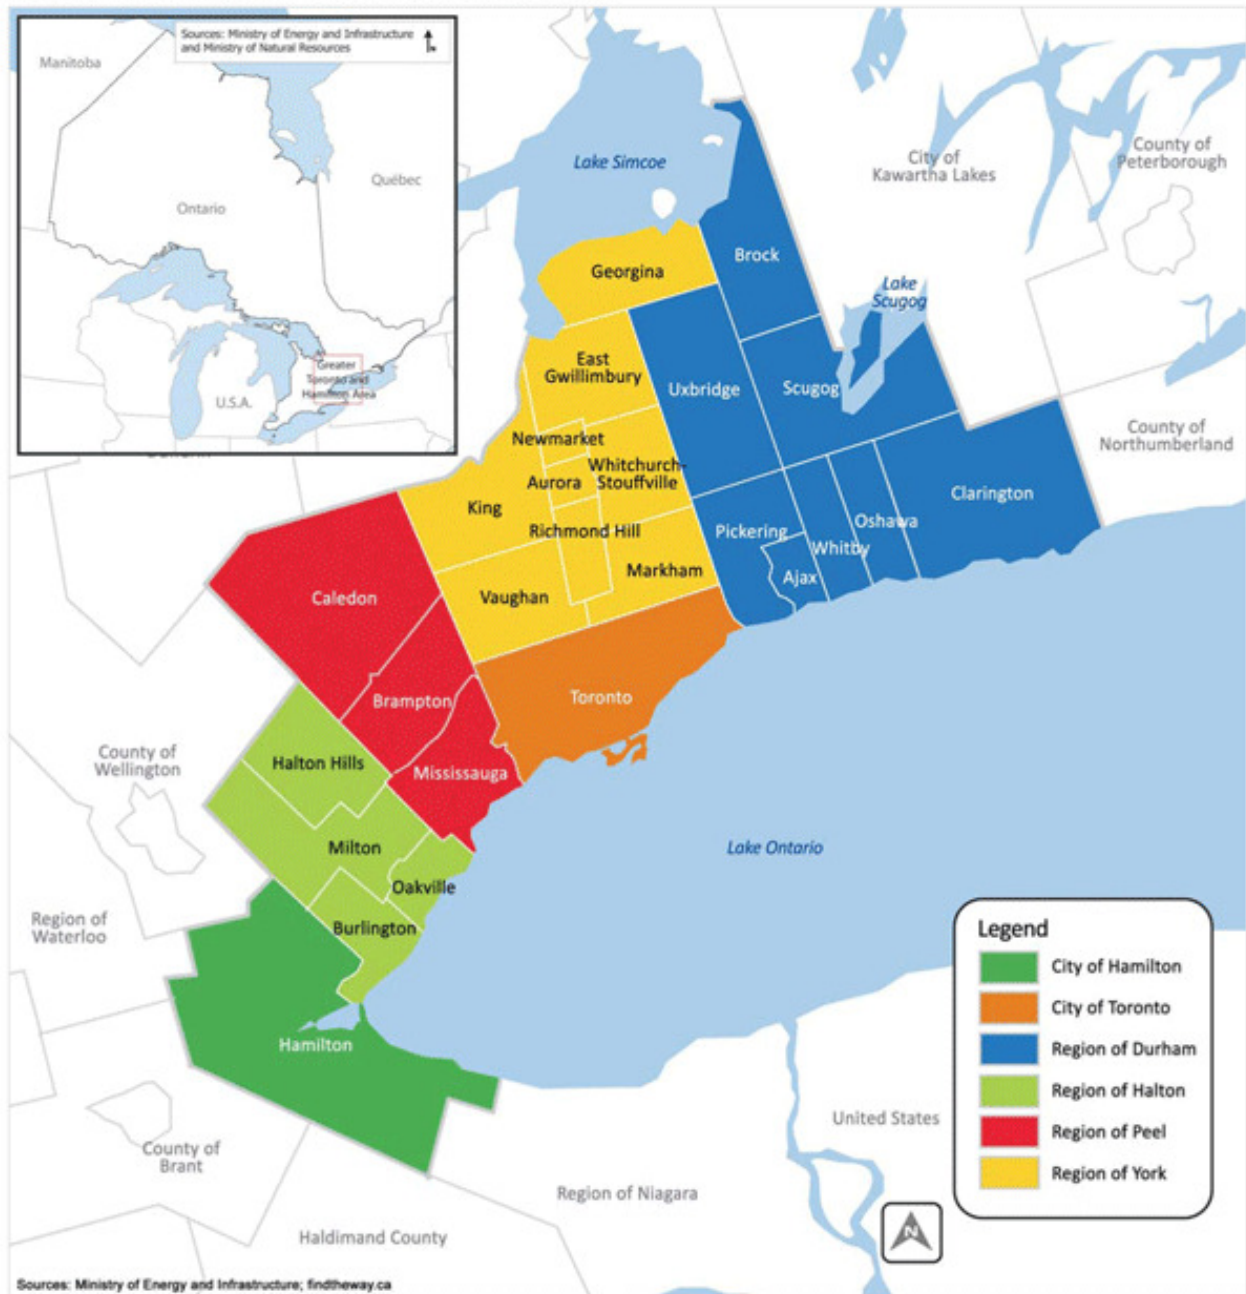 Sources: Ministry of Energy and Infrastructure
and Ministry of Natural Resources
N
Manitoba
Québec
Ontario
Greater
Toronto and
Hamilton Area
U.S.A.
Lake Simcoe
City of
Kawartha Lakes
County of
Peterborough
Brock
Georgina
Lake
Scugog
East
Gwillimbury
Uxbridge
Scugog
County of
Northumberland
Newmarket
Whitchurch-
Stouffville
Aurora
King
Clarington
Richmond Hill
Pickering
Oshawa
Whitby
Markham
Ajax
Vaughan
Caledon
Toronto
Brampton
County of
Wellington
Halton Hills
Mississauga
Milton
Lake Ontario
Oakville
Burlington
Region of
Waterloo
Hamilton
Legend
City of Hamilton
City of Toronto
Region of Durham
Region of Halton
Region of Peel
Region of York
United States
County of
Brant
Region of Niagara
Haldimand County
N
Sources: Ministry of Energy and Infrastructure; findtheway.ca